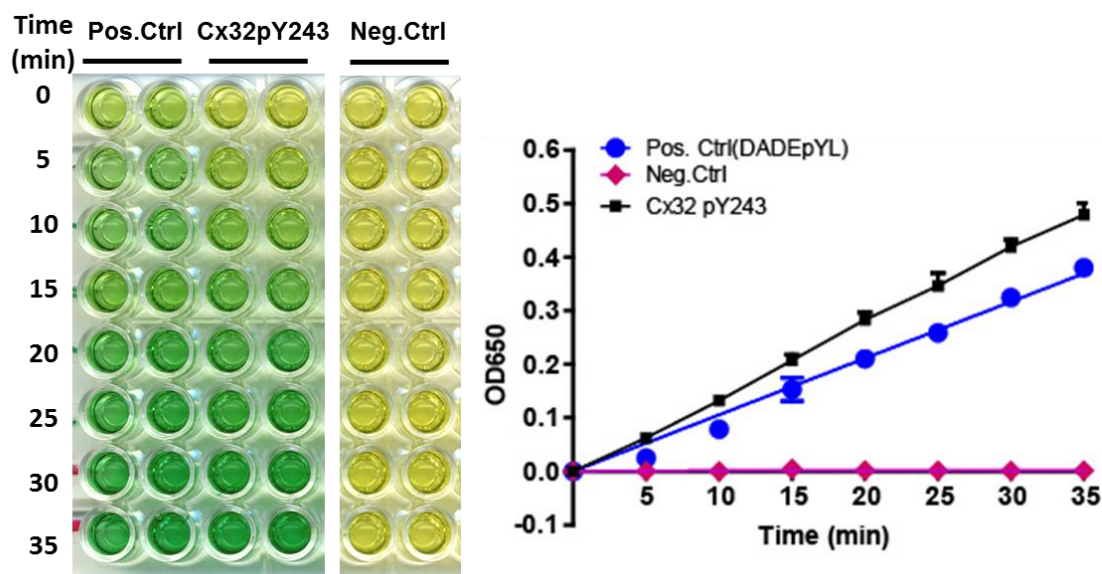 Time
(min)
Pos.Ctrl Cx32pY243 Neg.Ctrl
0
5
10
15
20
25
30
35
Pos. Ctrl(DADEpYL)
Neg.Ctrl
Cx32 pY243
OD650
0.6
0.5
0.4
0.3
0.2
0.1
0.0
-0.1
5 10 15 20 25 30 35
Time (min)